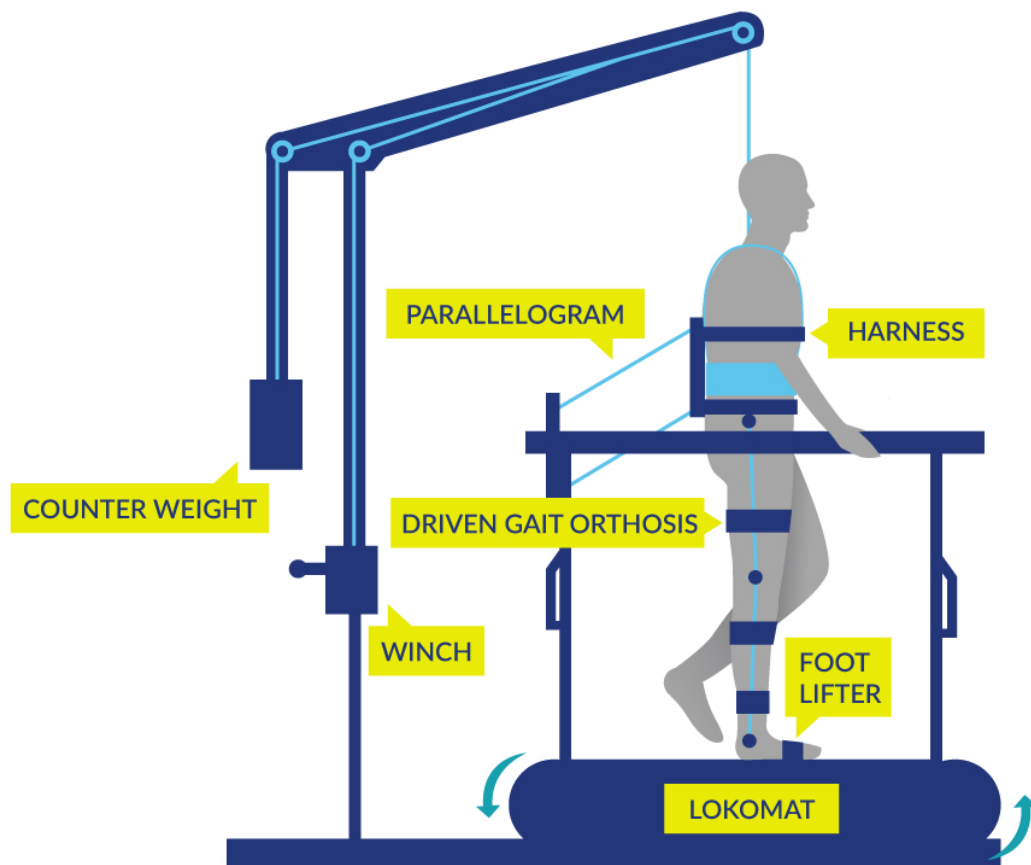 PARALLELOGRAM
HARNESS
COUNTER WEIGHT
DRIVEN GAIT ORTHOSIS
WINCH
FOOT
LIFTER
LOKOMAT